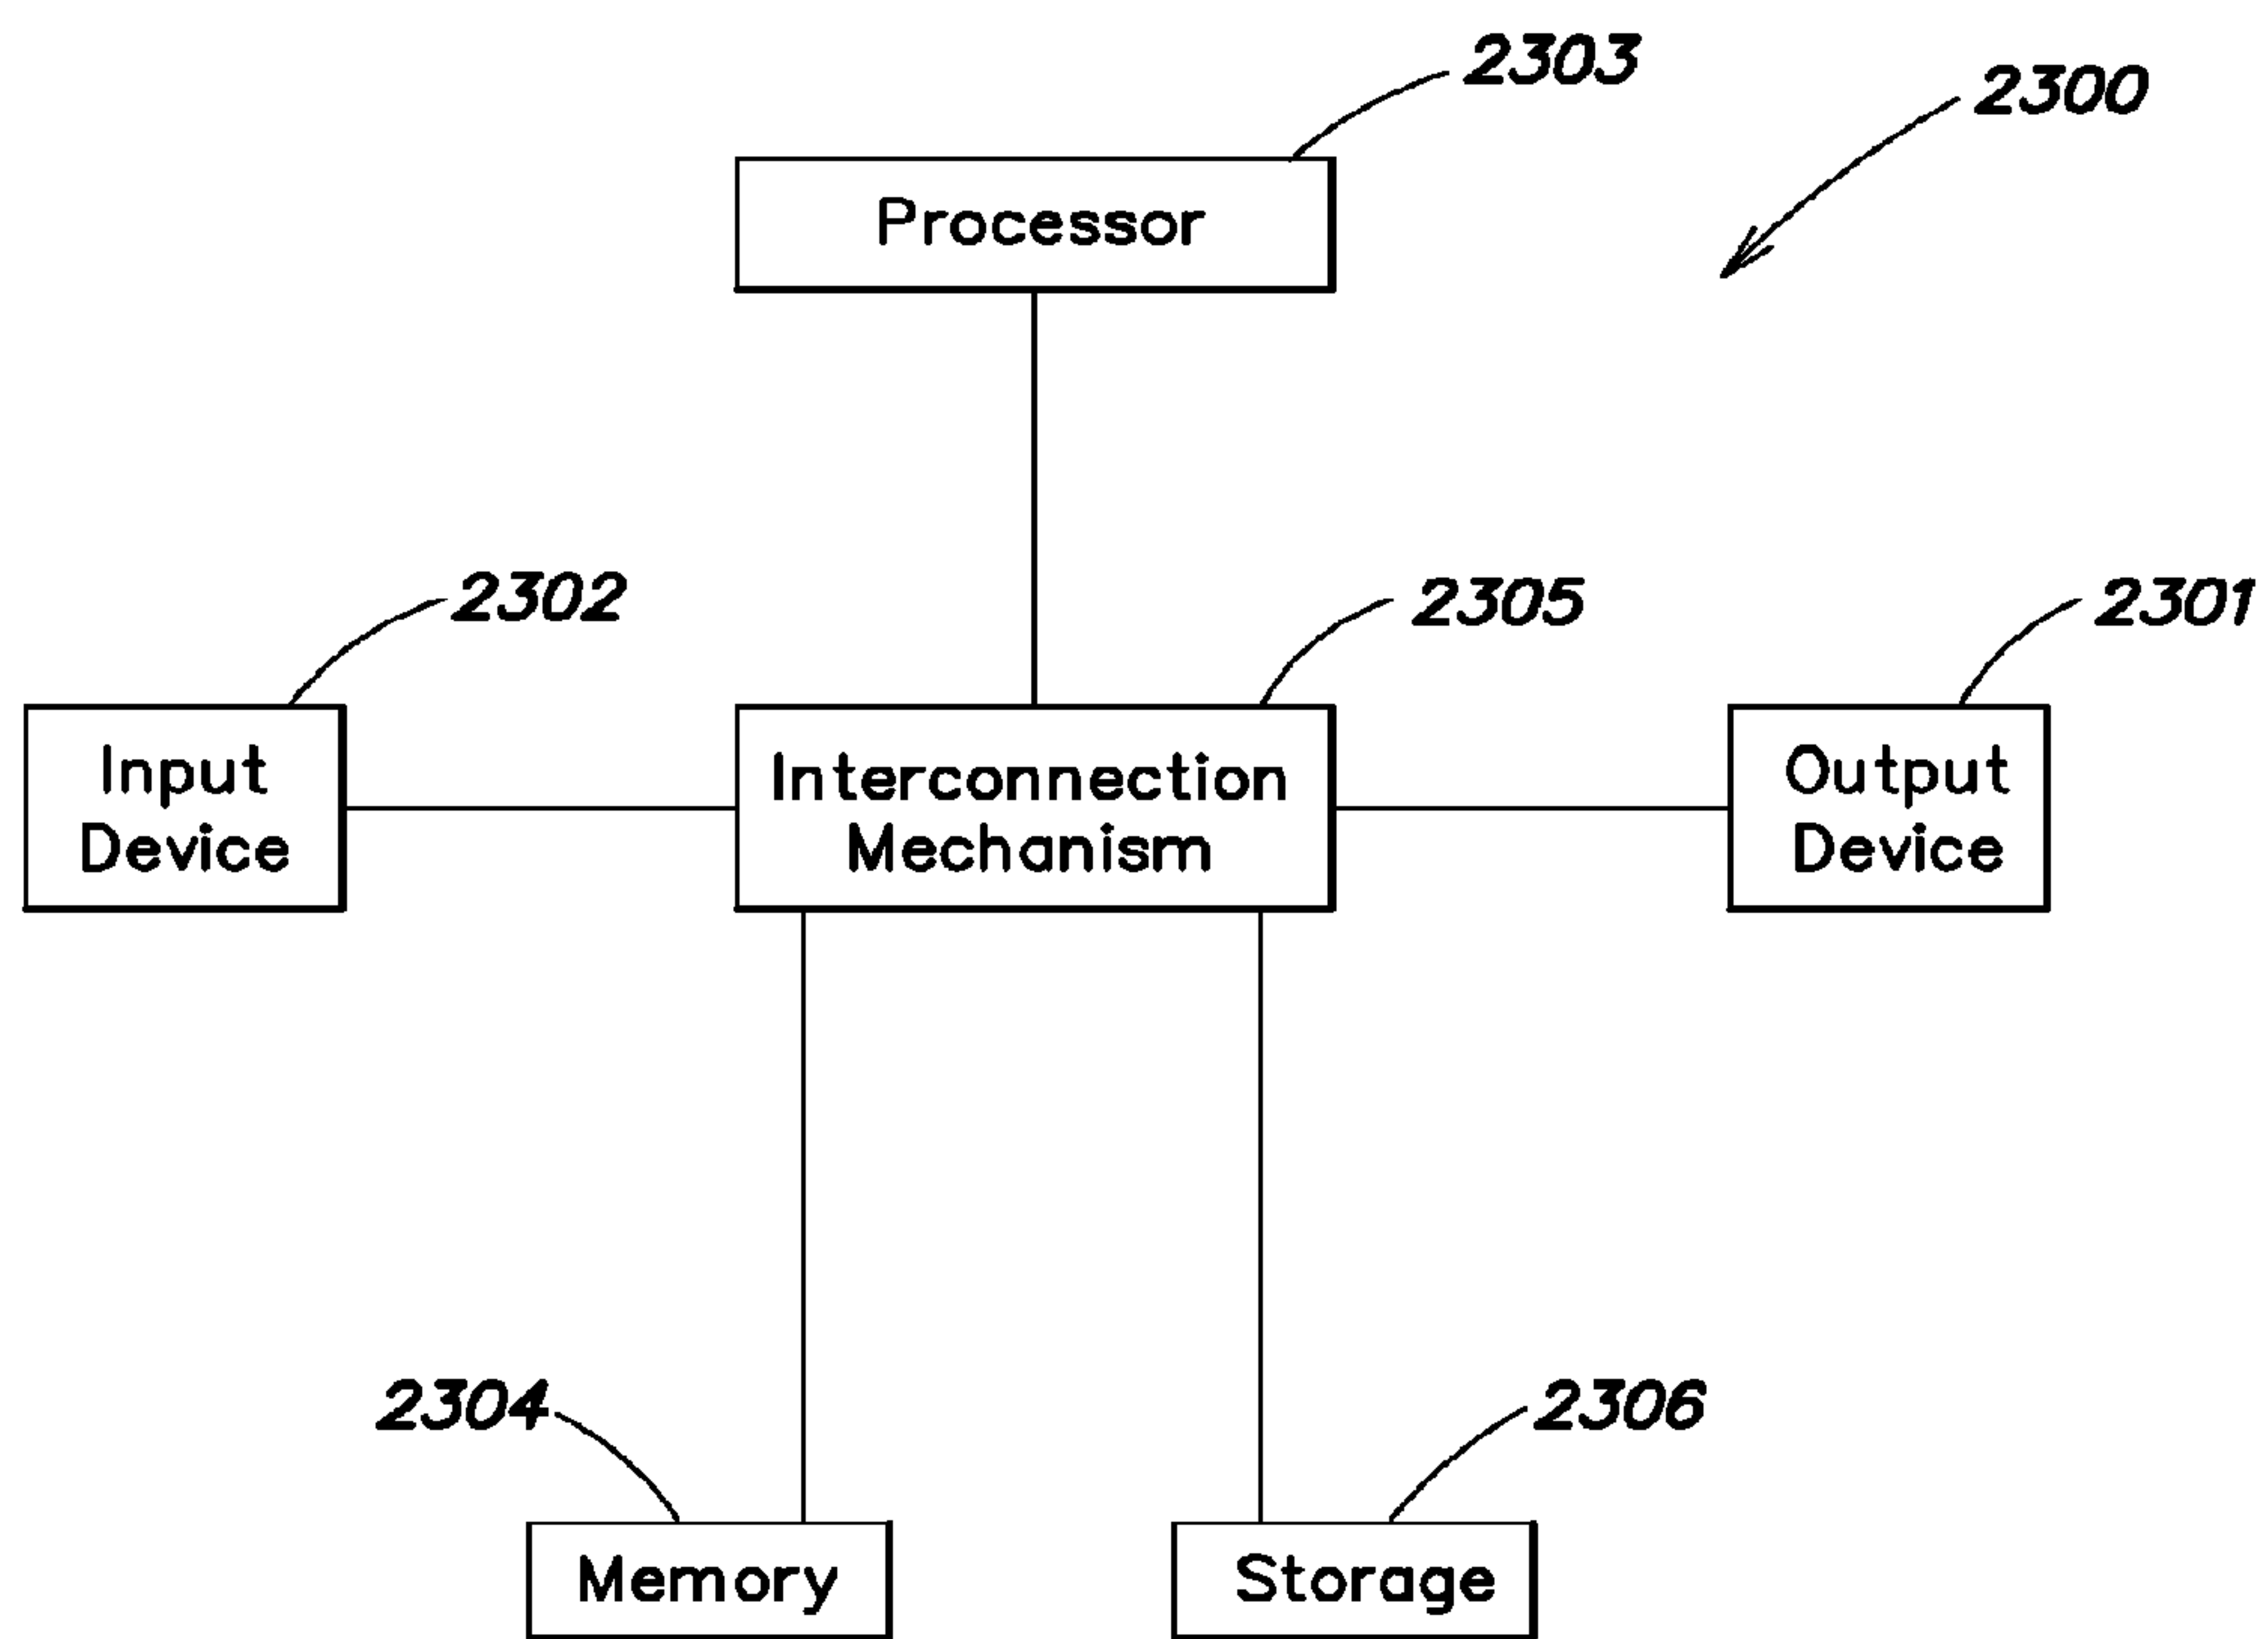 2303
2300
Processor
2302
2305
2301
Input
Device
Interconnection
Mechanism
Output
Device
2304
2306
Memory
Storage